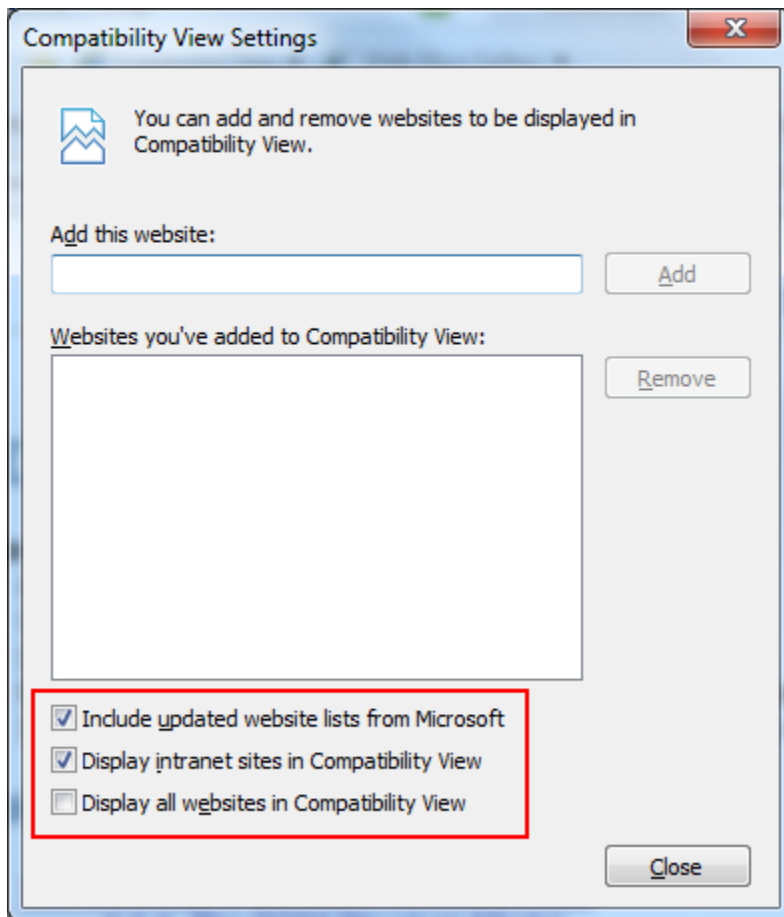 Compatibility View Settings
You can add and remove websites to be displayed in
Compatibility View.
Add this website:
Add
Websites you've added to Compatibility View:
Remove
Include updated website lists from Microsoft
Display intranet sites in Compatibility View
Display all websites in Compatibility View
Close